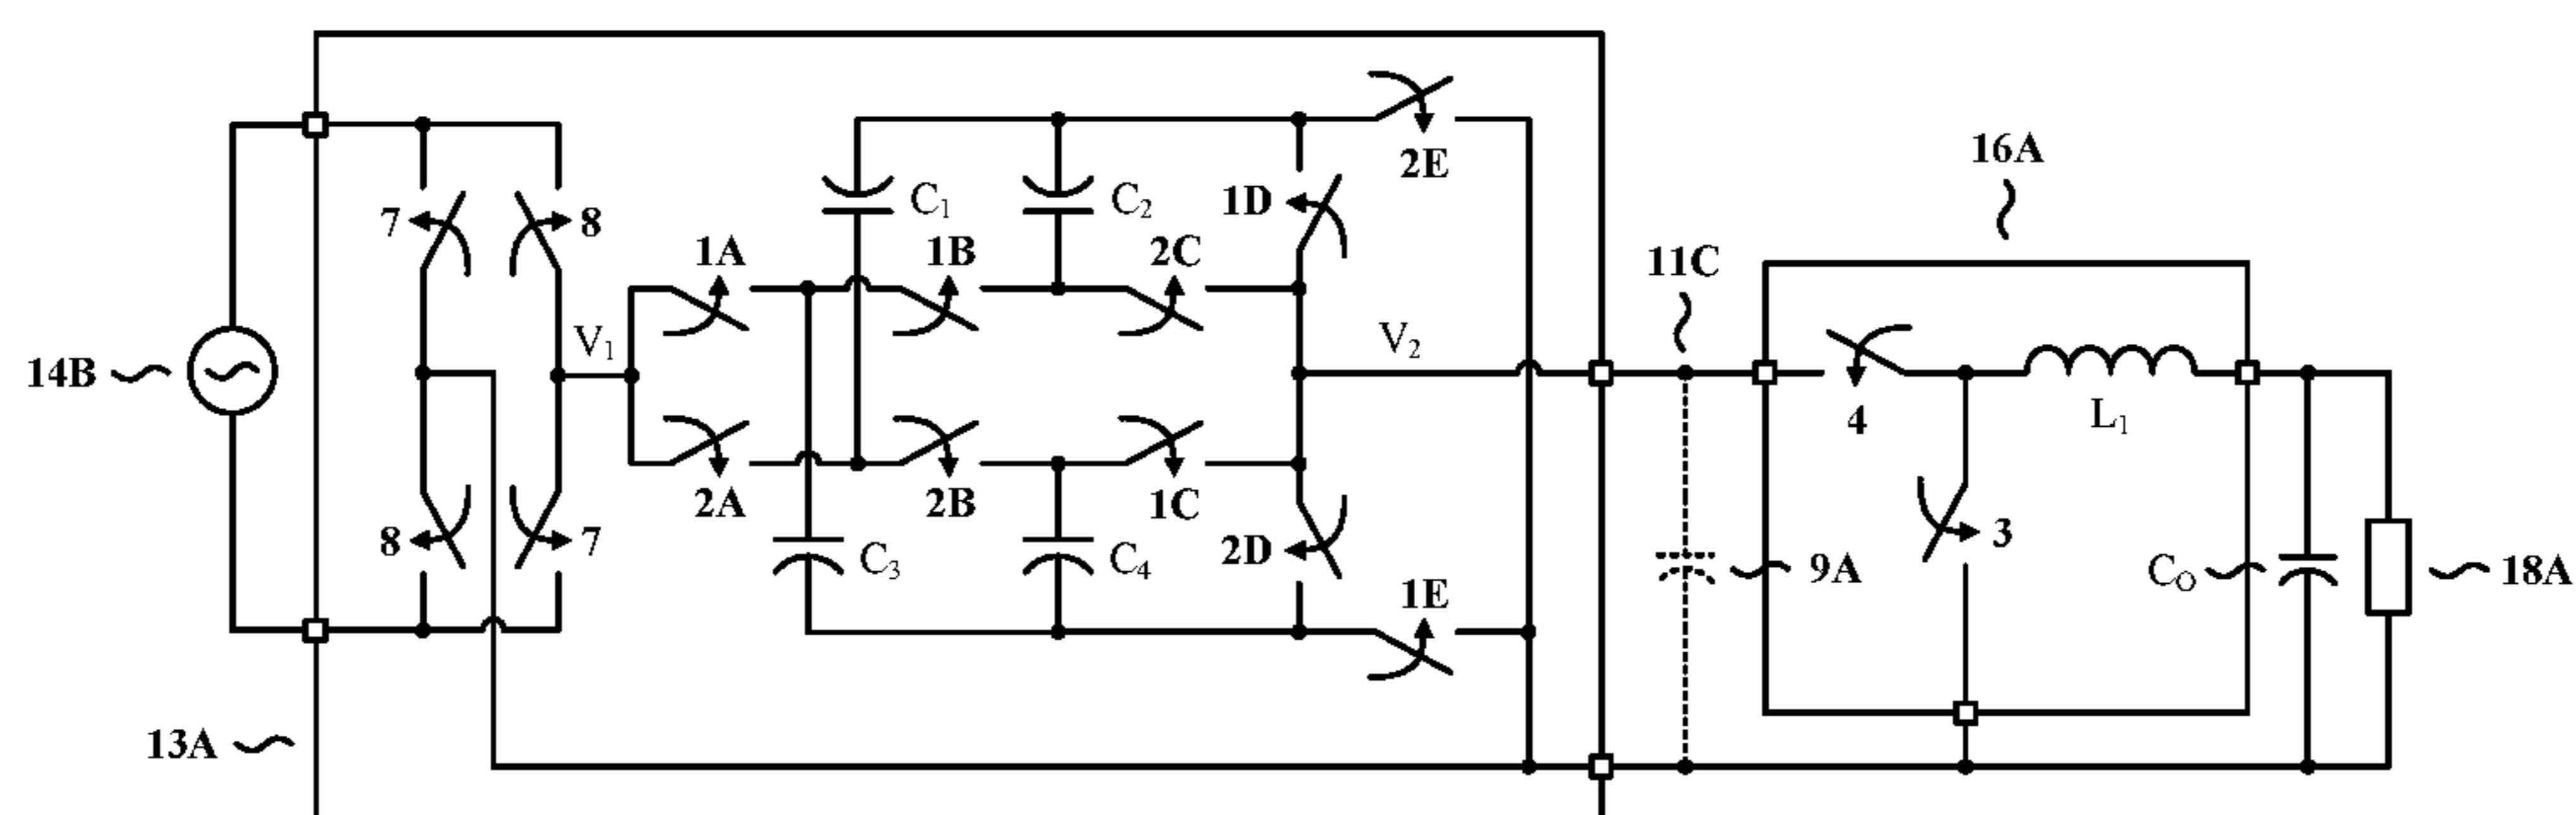 2E
16A
7
8
C₁
C₂
1D
1A
1B
2C
11C
V₁
V₂
14B
4
L₁
2A
2B
1C
8
7
C₃
C₄
2D
3
9A
C_O
18A
1E
13A